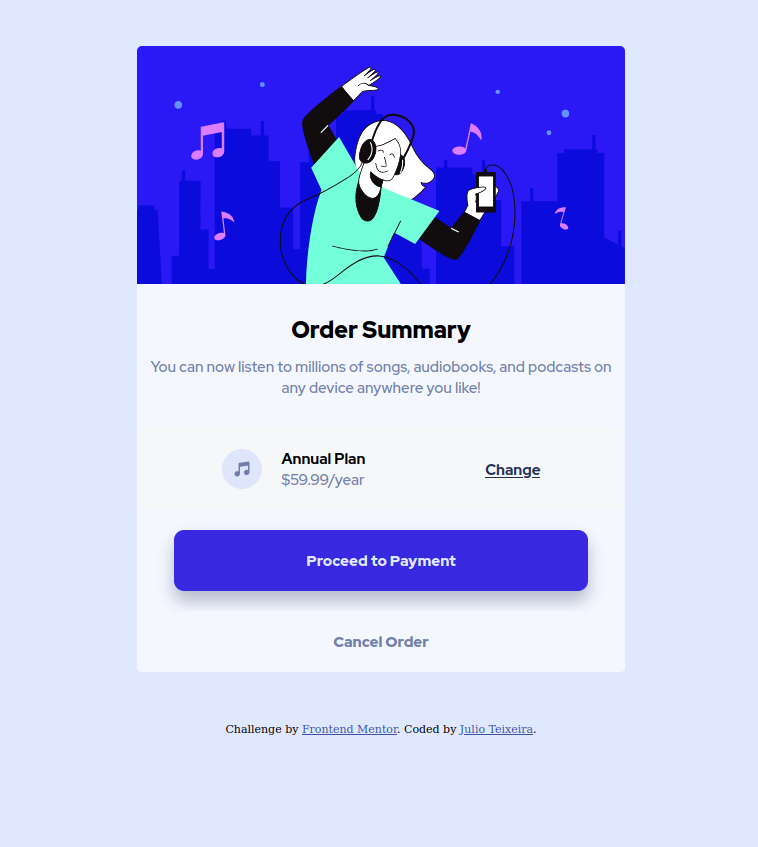 Order Summary
You can now listen to millions of songs, audiobooks, and podcasts on
any device anywhere you like!
Annual Plan
$59.99/year
Change
Proceed to Payment
Cancel Order
Challenge by Frontend Mentor. Coded by Julio Teixeira.